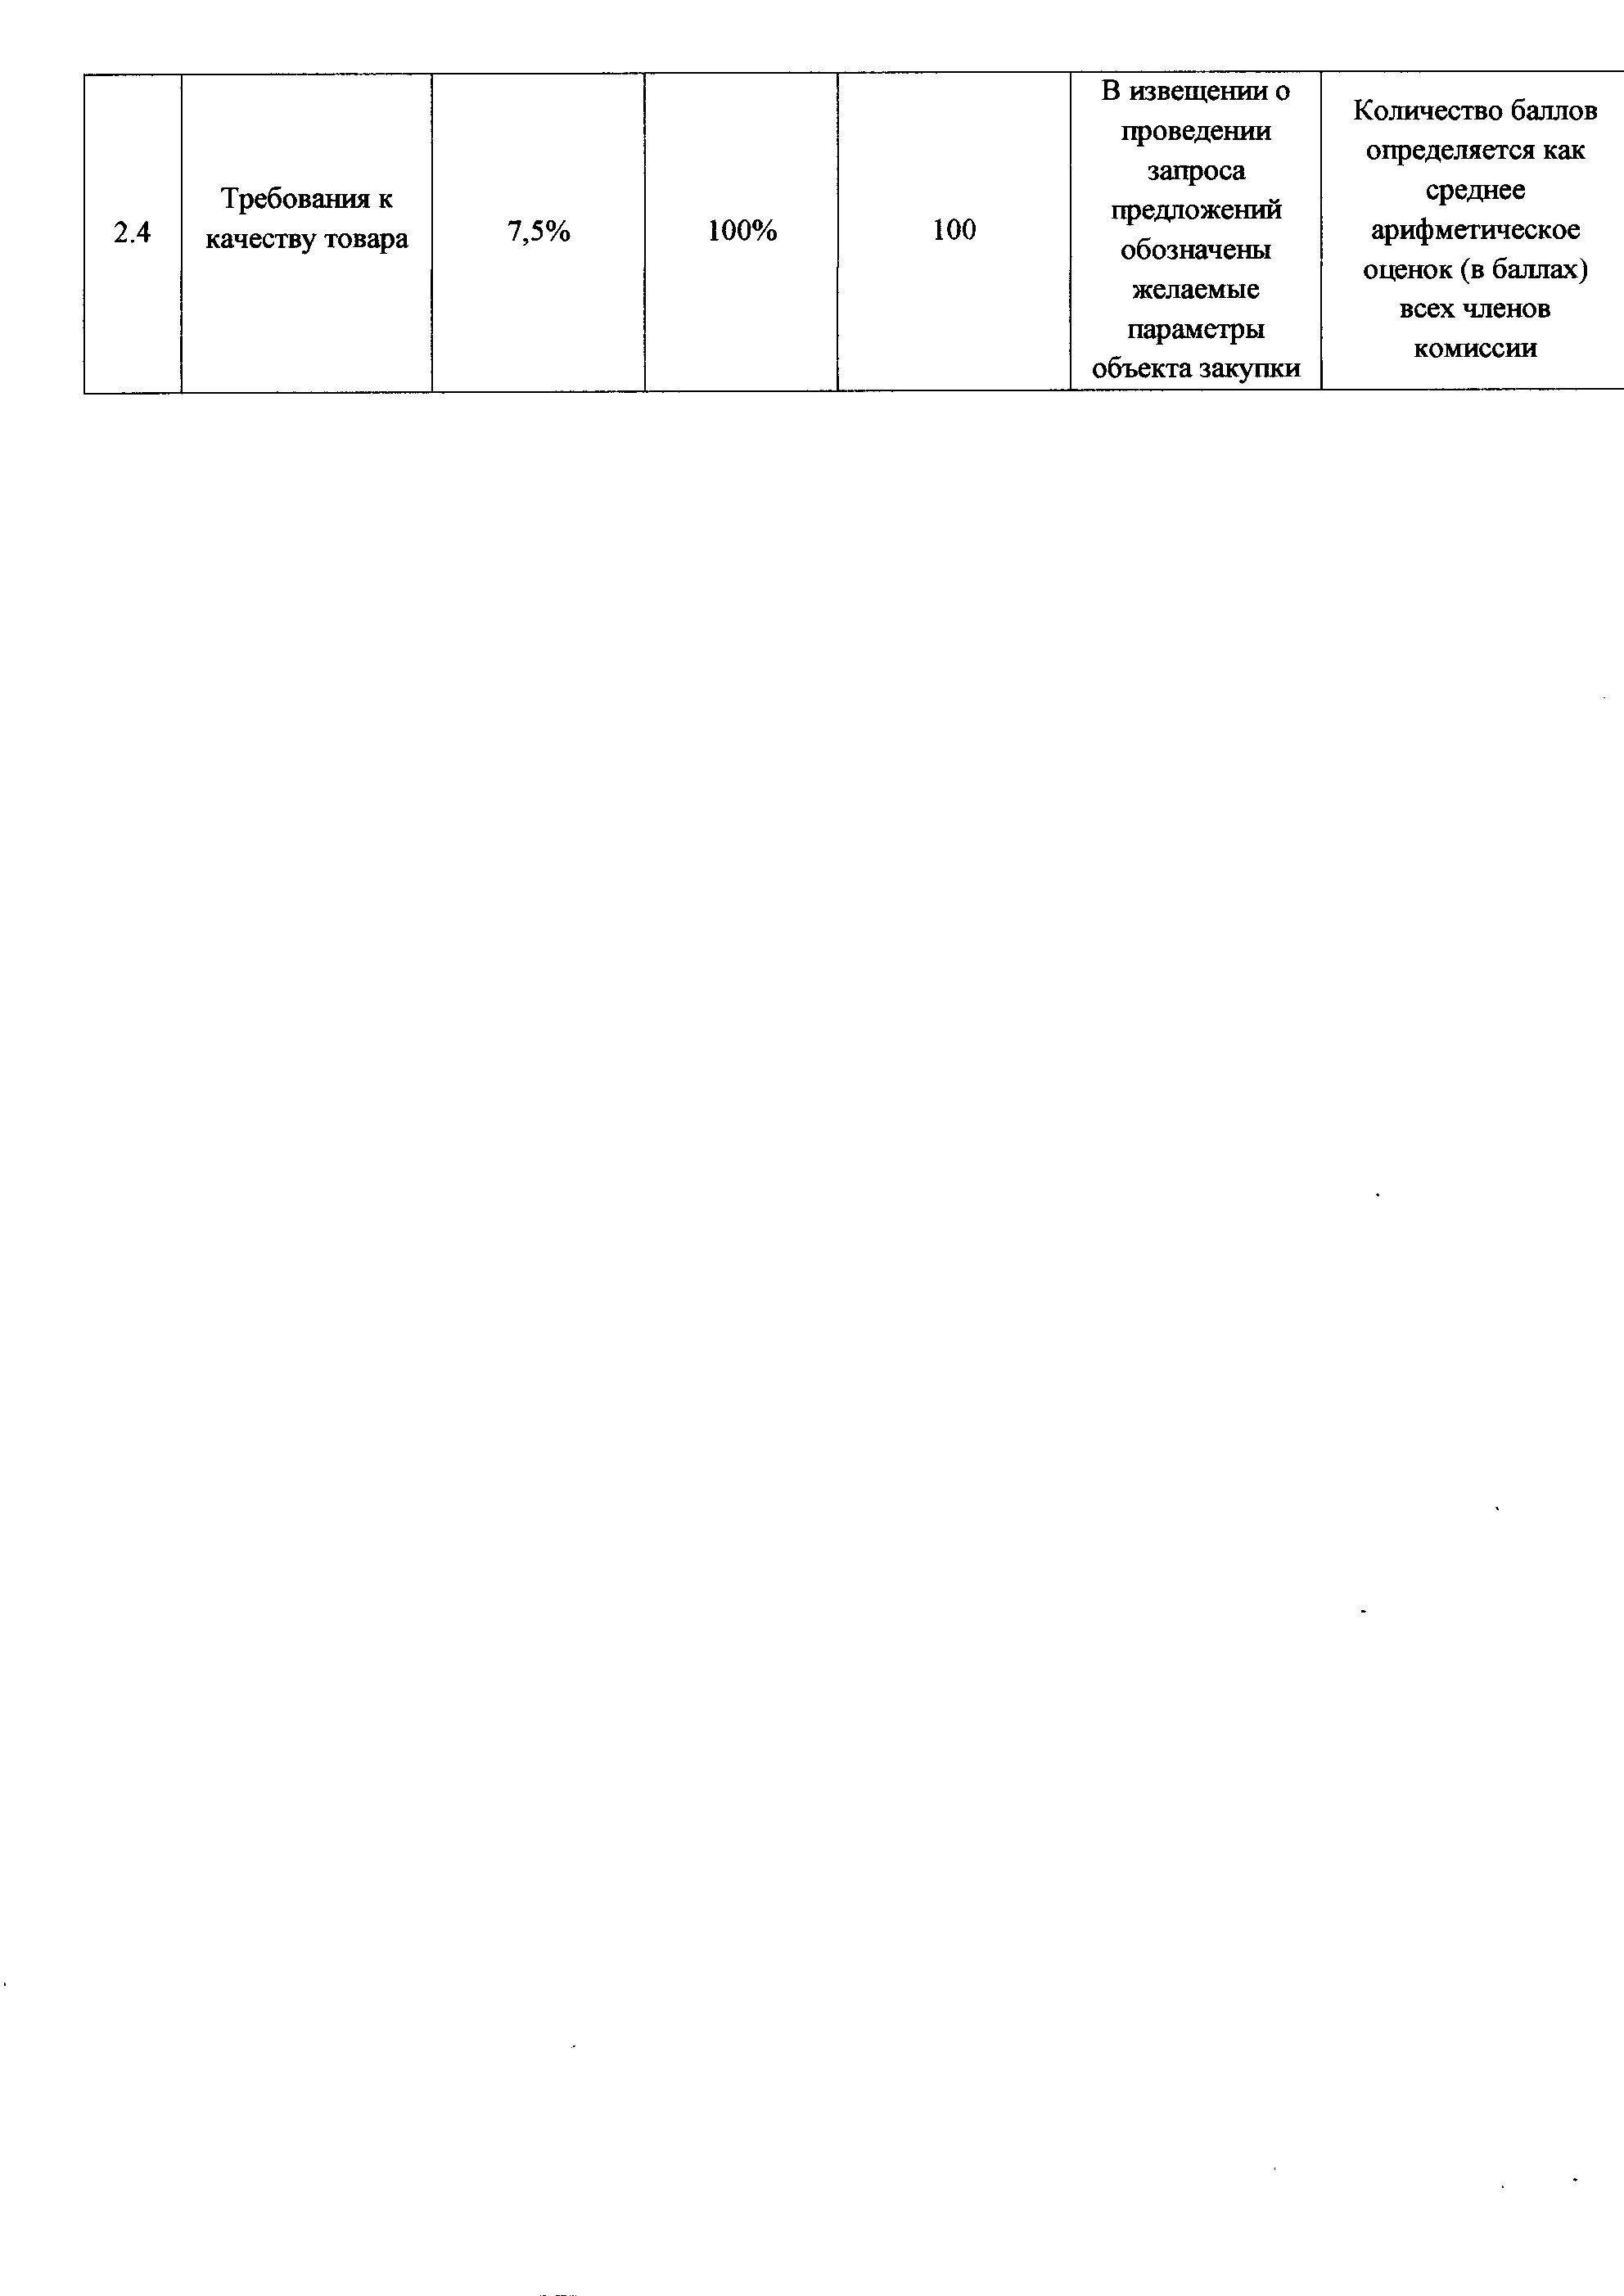 2.4
Требования к
качеству товара
7,5%
100%
100
В извещении о
проведении
запроса
предложений
обозначены
желаемые
параметры
объекта закупки
Количество баллов
определяется как
среднее
арифметическое
оценок (в баллах)
всех членов
комиссии